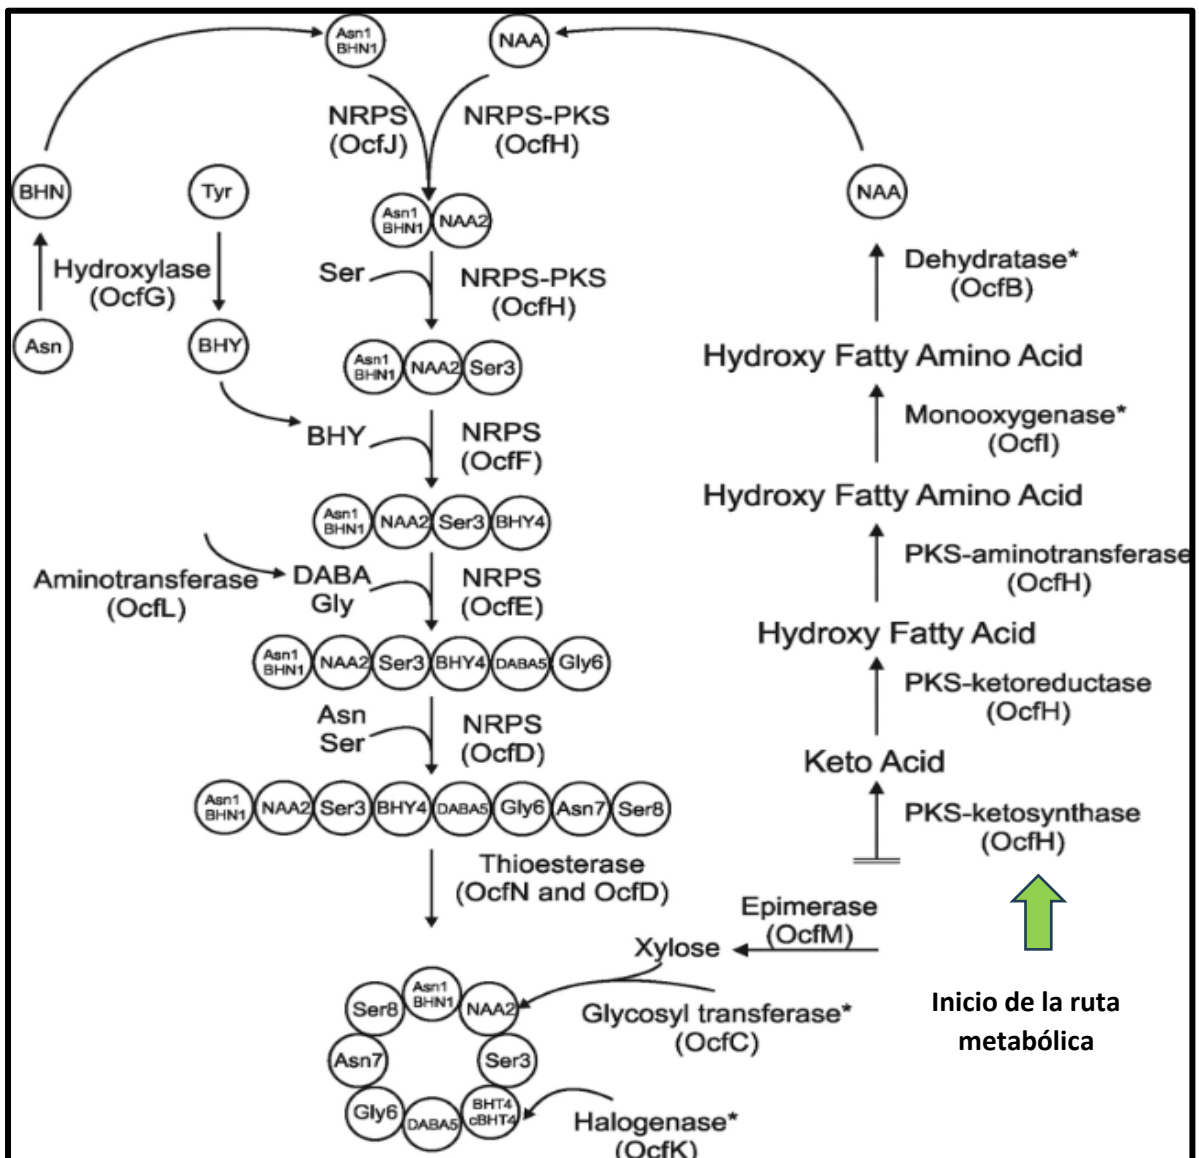 Asn1
BHN1
NAA
NRPS
(OcfJ)
NRPS-PKS
(OcfH)
BHN
Tyr
NAA
Asn1
BHN1
NAA2
Hydroxylase
(OcfG)
Ser
NRPS-PKS
(OcfH)
Dehydratase*
(OcfB)
Asn
BHY
Asn1
BHN1
NAA2
Ser3
Hydroxy Fatty Amino Acid
BHY
NRPS
(OcfF)
Monooxygenase*
(OcfI)
Asn1
BHN1
NAA2
Ser3
BHY4
Hydroxy Fatty Amino Acid
Aminotransferase
(OcfL)
DABA
Gly
NRPS
(OcfE)
PKS-aminotransferase
(OcfH)
Asn1
BHN1
NAA2
Ser3
BHY4
DABA5
Gly6
Hydroxy Fatty Acid
Asn
Ser
NRPS
(OcfD)
PKS-ketoreductase
(OcfH)
Keto Acid
Asn1
BHN1
NAA2
Ser3
BHY4
DABA5
Gly6
Asn7
Ser8
PKS-ketosynthase
(OcfH)
Thioesterase
(OcfN and OcfD)
Epimerase
(OcfM)
Xylose
Inicio de la ruta
metabólica
Asn1
BHN1
Ser8
NAA2
Glycosyl transferase*
(OcfC)
Asn7
Ser3
Gly6
DABA5
BHT4
cBHT4
Halogenase*
(OcfK)